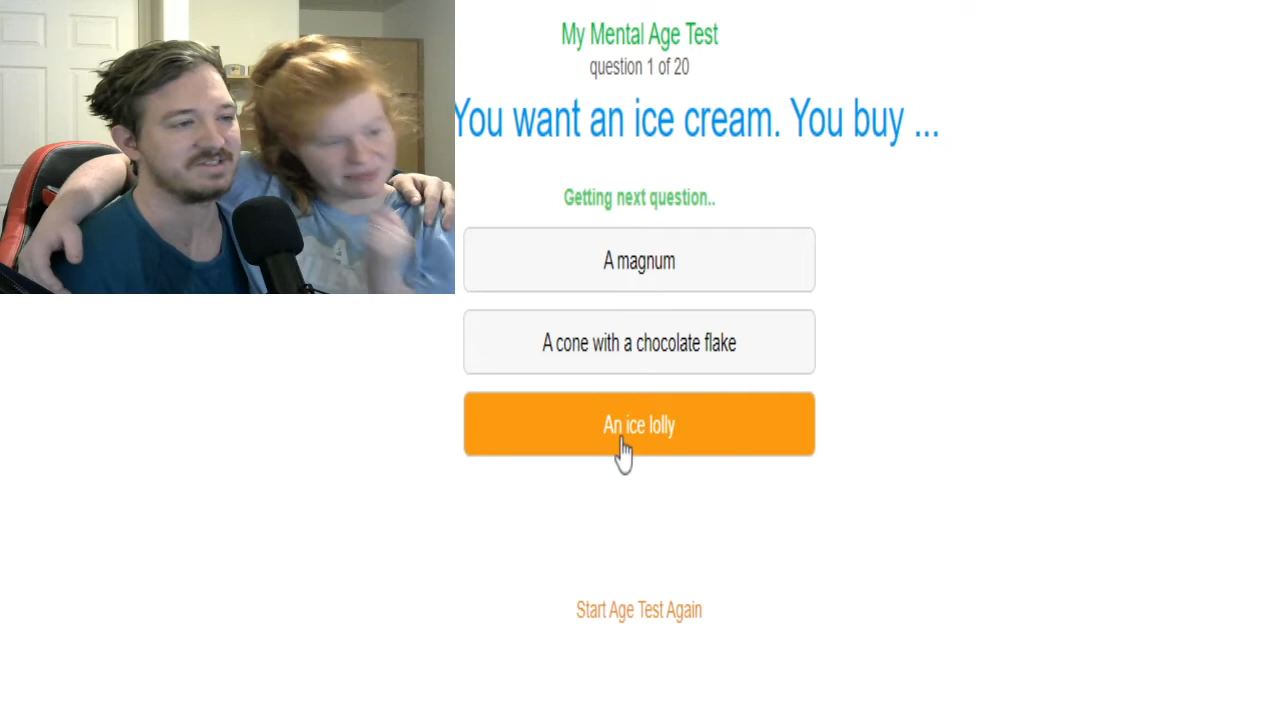 My Mental Age Test
question 1 of 20
You want an ice cream. You buy ...
Getting next question..
A magnum
A cone with a chocolate flake
An ice lolly
Start Age Test Again